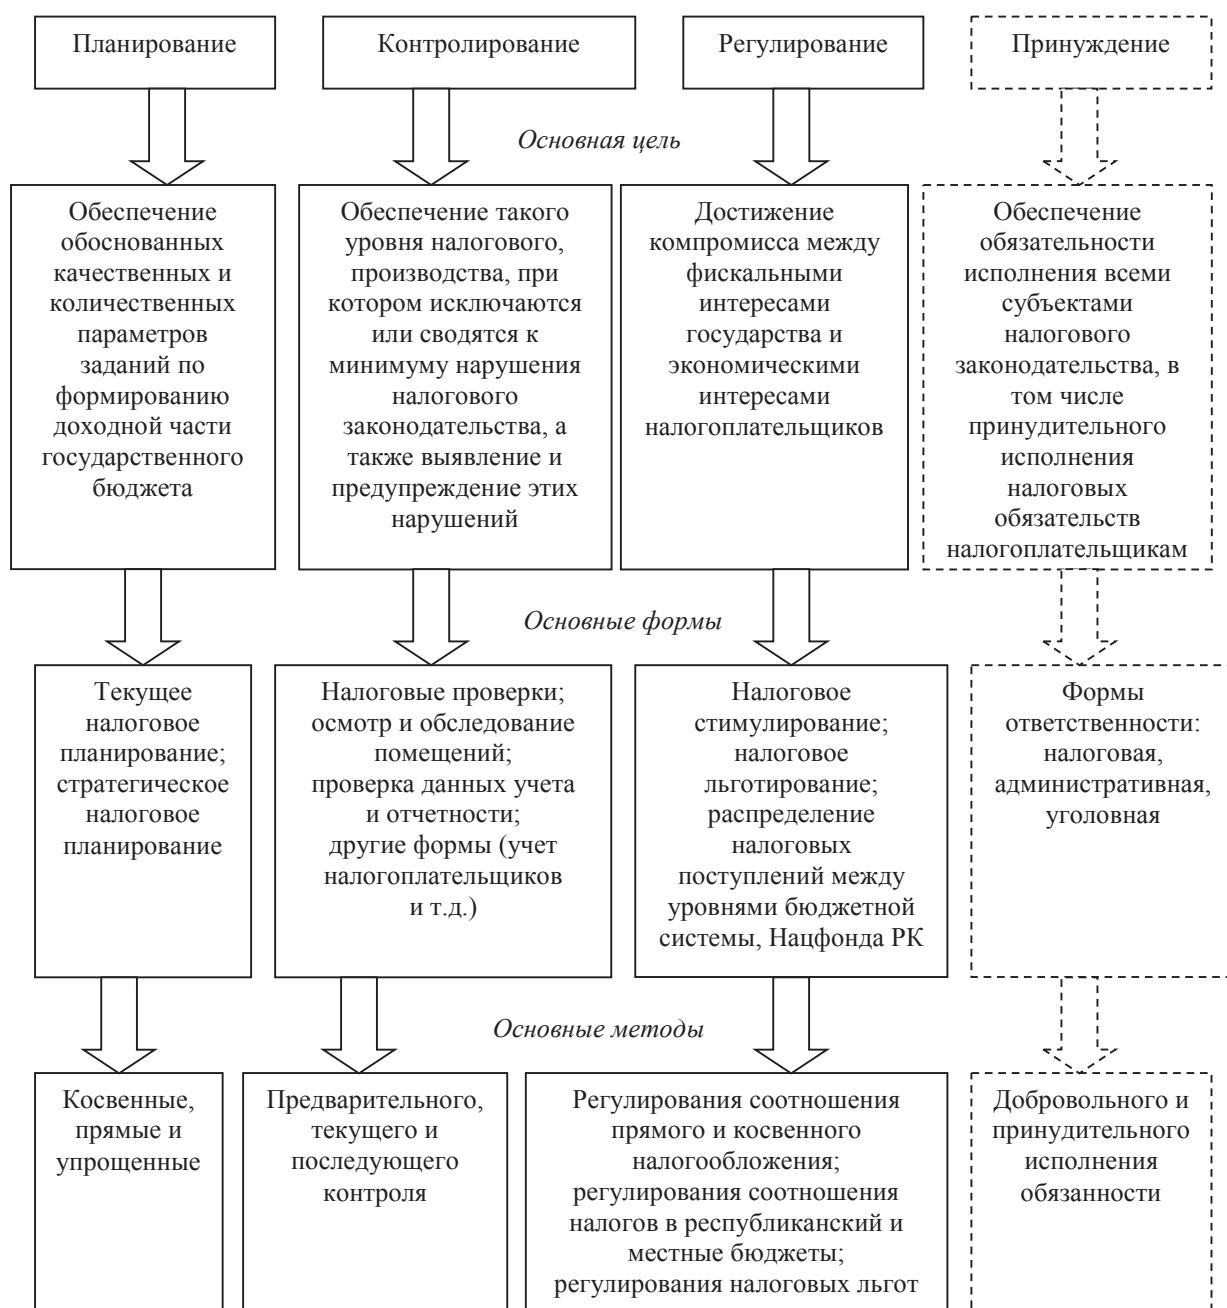 Планирование
Контролирование
Регулирование
Принуждение
Основная цель
Обеспечение
обоснованных
качественных и
количественных
параметров
заданий по
формированию
доходной части
государственного
бюджета
Обеспечение такого
уровня налогового,
производства, при
котором исключаются
или сводятся к
минимуму нарушения
налогового
законодательства, а
также выявление и
предупреждение этих
нарушений
Достижение
компромисса между
фискальными
интересами
государства и
экономическими
интересами
налогоплательщиков
Обеспечение
обязательности
исполнения всеми
субъектами
налогового
законодательства, в
том числе
принудительного
исполнения
налоговых
обязательств
налогоплательщикам
Основные формы
Текущее
налоговое
планирование;
стратегическое
налоговое
планирование
Налоговые проверки;
осмотр и обследование
помещений;
проверка данных учета
и отчетности;
другие формы (учет
налогоплательщиков
и т.д.)
Налоговое
стимулирование;
налоговое
льготирование;
распределение
налоговых
поступлений между
уровнями бюджетной
системы, Нацфонда РК
Формы
ответственности:
налоговая,
административная,
уголовная
Основные методы
Косвенные,
прямые и
упрощенные
Предварительного,
текущего и
последующего
контроля
Регулирования соотношения
прямого и косвенного
налогообложения;
регулирования соотношения
налогов в республиканский и
местные бюджеты;
регулирования налоговых льгот
Добровольного и
принудительного
исполнения
обязанности